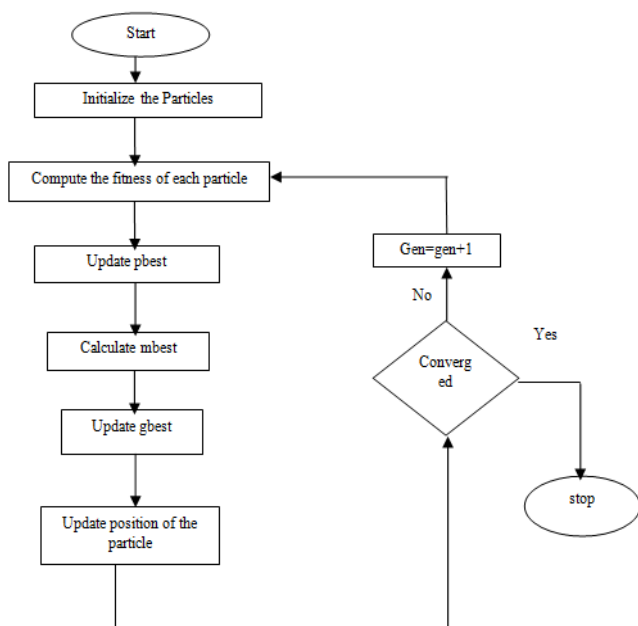 Start
Initialize the Particles
Compute the fitness of each particle
Update pbest
Calculate mbest
Update gbest
Update position of the
particle
Gen=gen+1
No
Yes
Converg
ed
stop